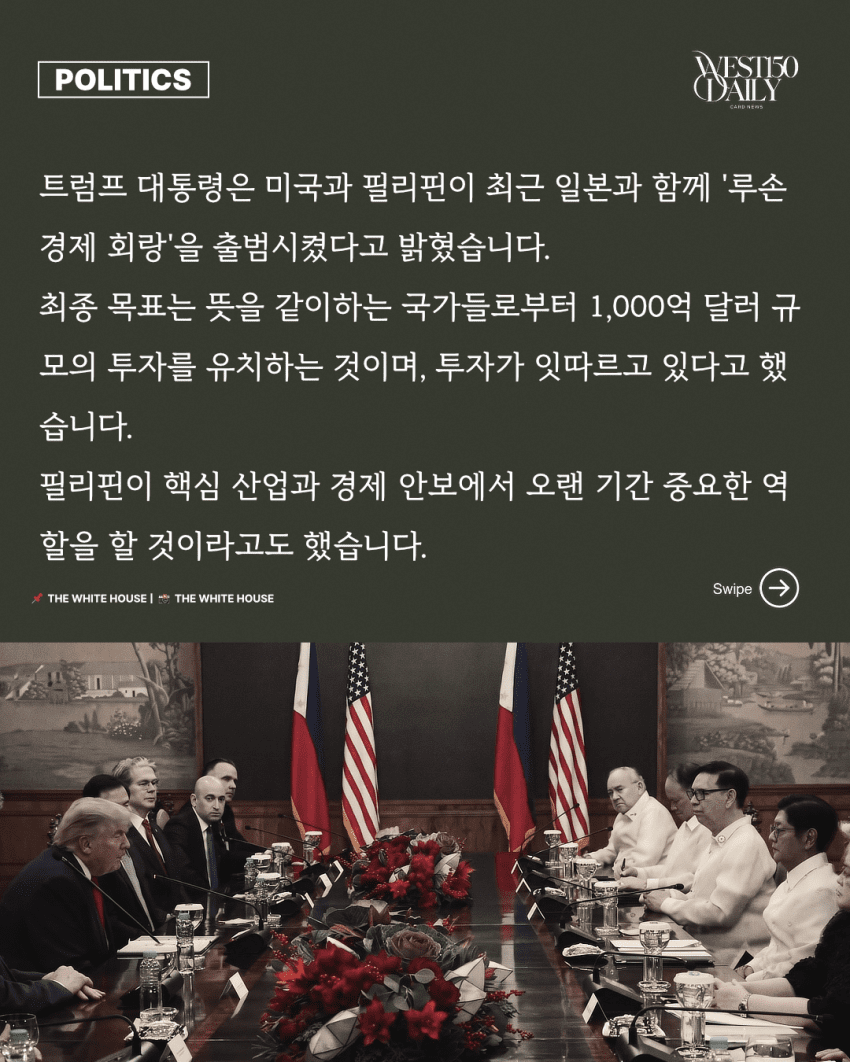 POLITICS
WEST150
DAILY
CARD NEWS
트럼프 대통령은 미국과 필리핀이 최근 일본과 함께 '루손
경제 회랑'을 출범시켰다고 밝혔습니다.
최종 목표는 뜻을 같이하는 국가들로부터 1,000억 달러 규
모의 투자를 유치하는 것이며, 투자가 잇따르고 있다고 했
습니다.
필리핀이 핵심 산업과 경제 안보에서 오랜 기간 중요한 역
할을 할 것이라고도 했습니다.
Swipe
THE WHITE HOUSE | THE WHITE HOUSE